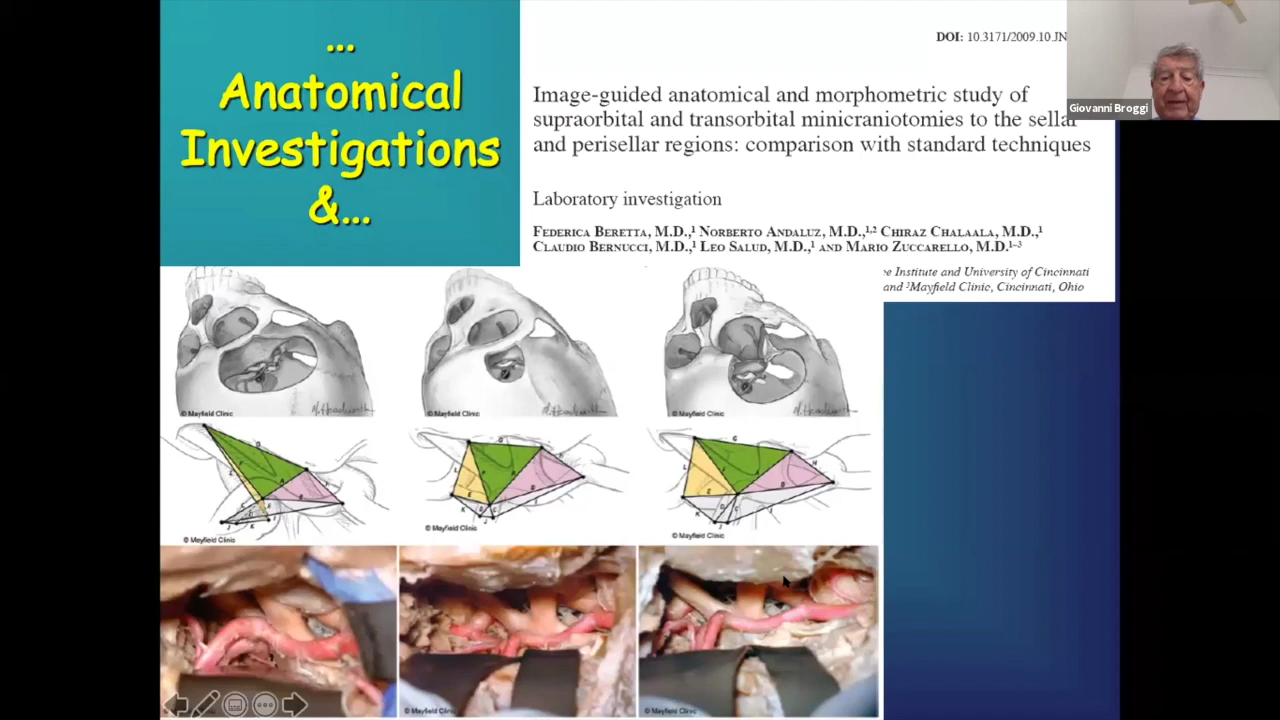 ...
Anatomical
Investigations
&...
DOI: 10.3171/2009.10.JN
Giovanni Broggi
Image-guided anatomical and morphometric study of
supraorbital and transorbital minicraniotomies to the sellar
and perisellar regions: comparison with standard techniques
Laboratory investigation
FEDERICA BERETTA, M.D.,¹ NORBERTO ANDALUZ, M.D.,¹,² CHIRAZ CHALAALA, M.D.,¹
CLAUDIO BERNUCCI, M.D.,¹ LEO SALUD, M.D.,¹ AND MARIO ZUCCARELLO, M.D.¹⁻³
e Institute and University of Cincinnati
and ³Mayfield Clinic, Cincinnati, Ohio
© Mayfield Clinic
© Mayfield Clinic
© Mayfield Clinic
© Mayfield Clinic
© Mayfield Clinic
© Mayfield Clinic
© Mayfield Clinic
© Mayfield Clinic